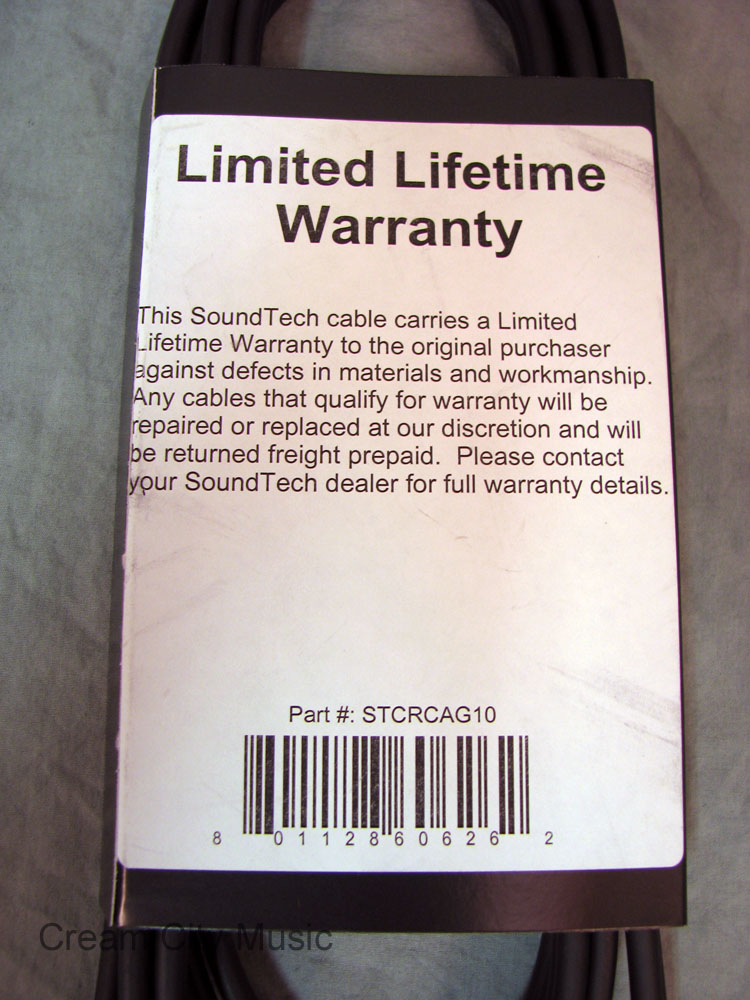 Limited Lifetime
Warranty
This SoundTech cable carries a Limited
Lifetime Warranty to the original purchaser
against defects in materials and workmanship.
Any cables that qualify for warranty will be
repaired or replaced at our discretion and will
be returned freight prepaid.  Please contact
your SoundTech dealer for full warranty details.
Part #: STCRCAG10
8 01128 60626 2
Cream City Music